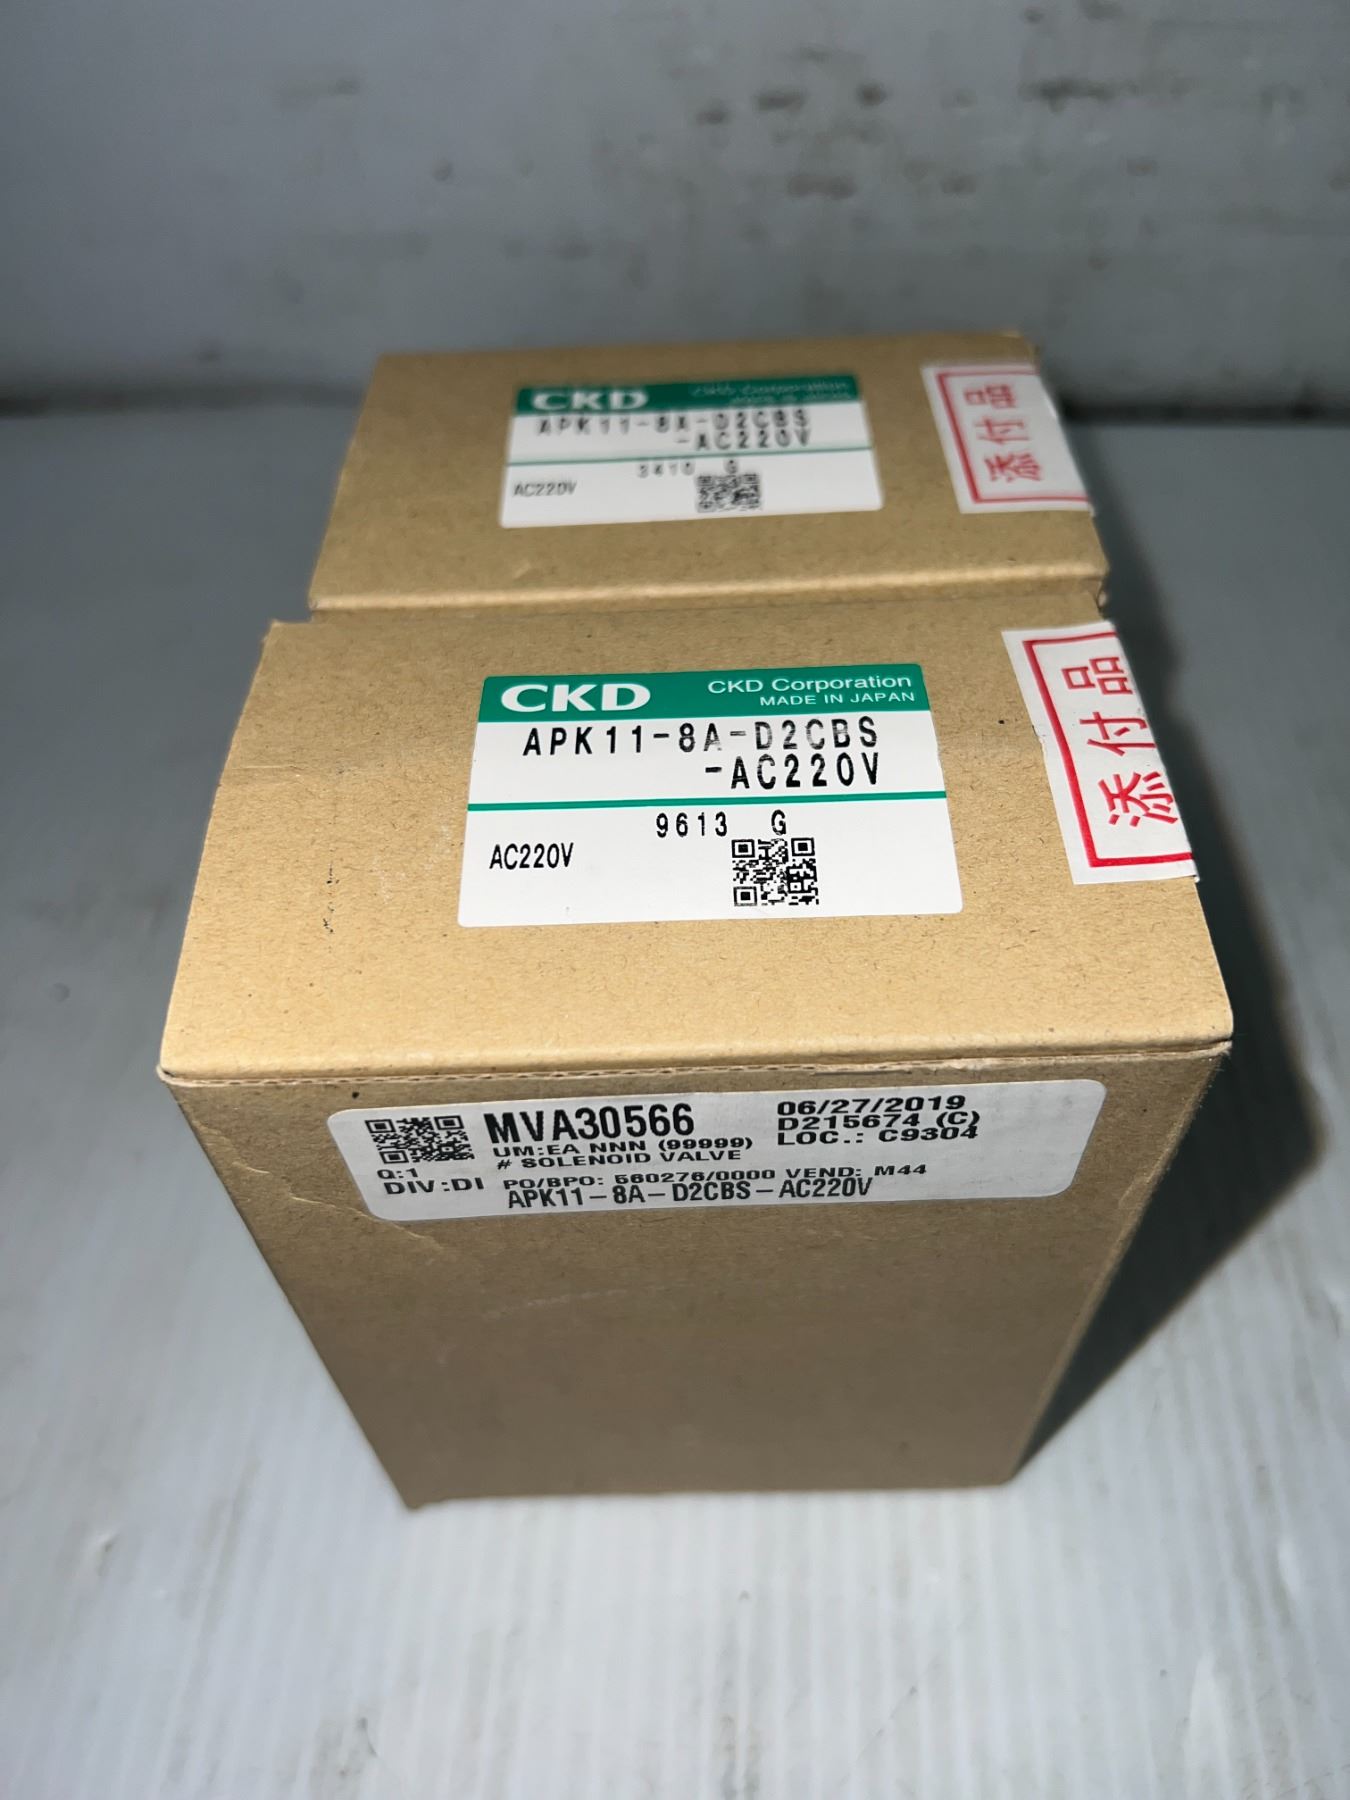 CKD
APK11-8A-D2CBS
-AC220V
3410 G
AC220V
添付品
CKD CKD Corporation
MADE IN JAPAN
APK11-8A-D2CBS
-AC220V
9613 G
AC220V
添付品
MVA30566 06/27/2019
UM:EA NNN (99999) D215674 (C)
# SOLENOID VALVE LOC.: C9304
Q:1
DIV:DI PO/BPO: 560276/0000 VEND: M44
APK11-8A-D2CBS-AC220V